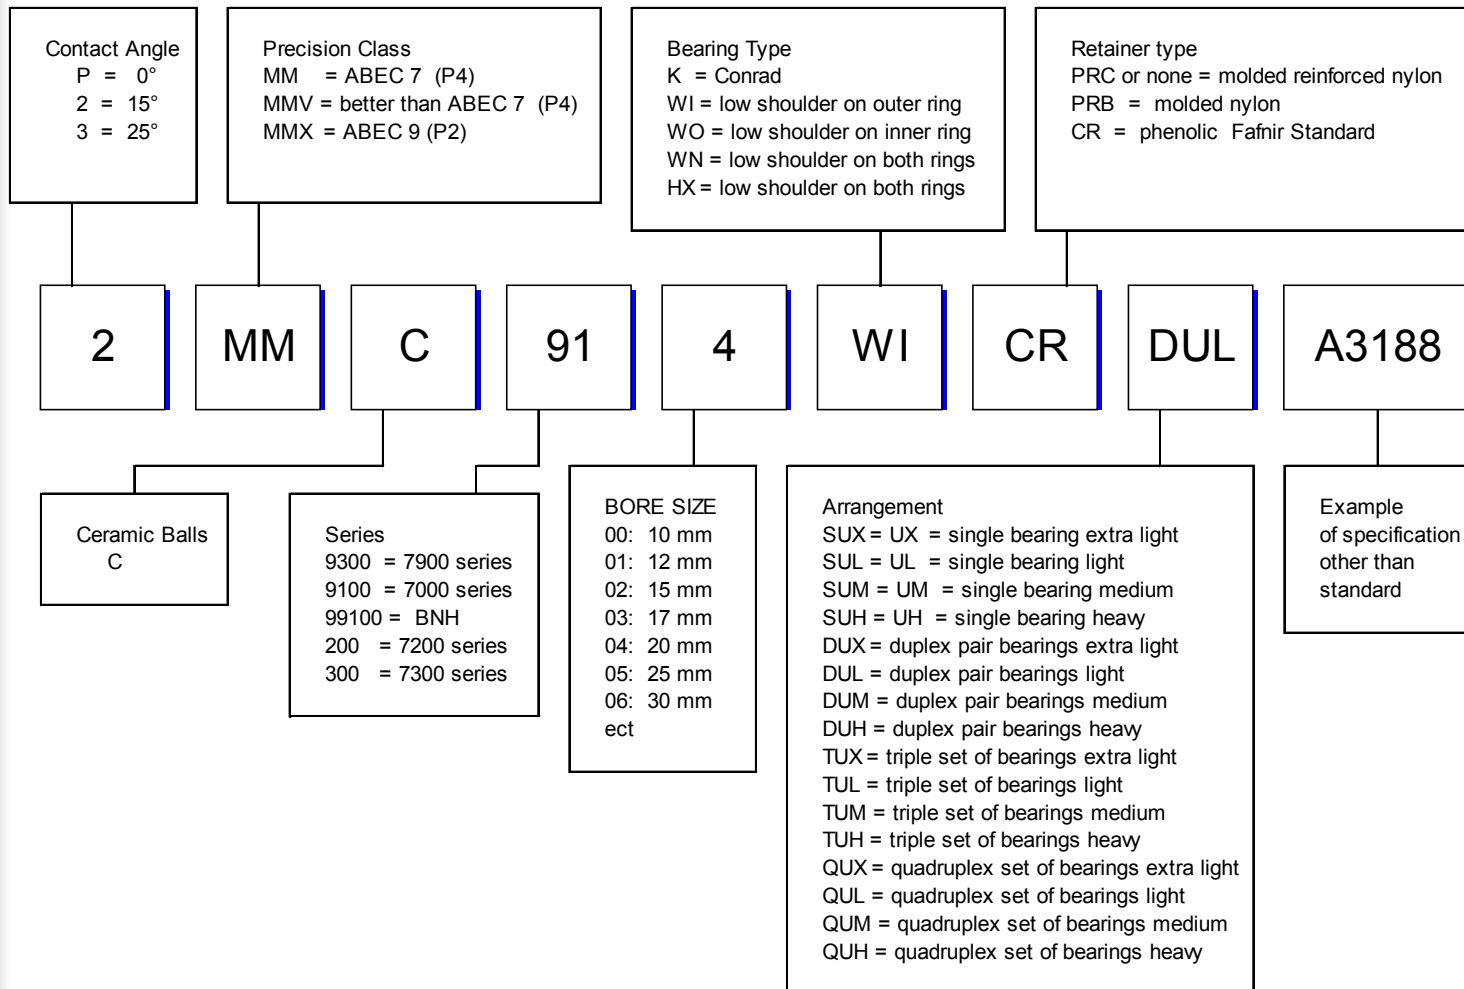 Contact Angle
P = 0°
2 = 15°
3 = 25°
Precision Class
MM = ABEC 7 (P4)
MMV = better than ABEC 7 (P4)
MMX = ABEC 9 (P2)
Bearing Type
K = Conrad
WI = low shoulder on outer ring
WO = low shoulder on inner ring
WN = low shoulder on both rings
HX = low shoulder on both rings
Retainer type
PRC or none = molded reinforced nylon
PRB = molded nylon
CR = phenolic Fafnir Standard
2 MM C 91 4 WI CR DUL A3188
Ceramic Balls
C
Series
9300 = 7900 series
9100 = 7000 series
99100 = BNH
200 = 7200 series
300 = 7300 series
BORE SIZE
00: 10 mm
01: 12 mm
02: 15 mm
03: 17 mm
04: 20 mm
05: 25 mm
06: 30 mm
ect
Arrangement
SUX = UX = single bearing extra light
SUL = UL = single bearing light
SUM = UM = single bearing medium
SUH = UH = single bearing heavy
DUX = duplex pair bearings extra light
DUL = duplex pair bearings light
DUM = duplex pair bearings medium
DUH = duplex pair bearings heavy
TUX = triple set of bearings extra light
TUL = triple set of bearings light
TUM = triple set of bearings medium
TUH = triple set of bearings heavy
QUX = quadruplex set of bearings extra light
QUL = quadruplex set of bearings light
QUM = quadruplex set of bearings medium
QUH = quadruplex set of bearings heavy
Example
of specification
other than
standard